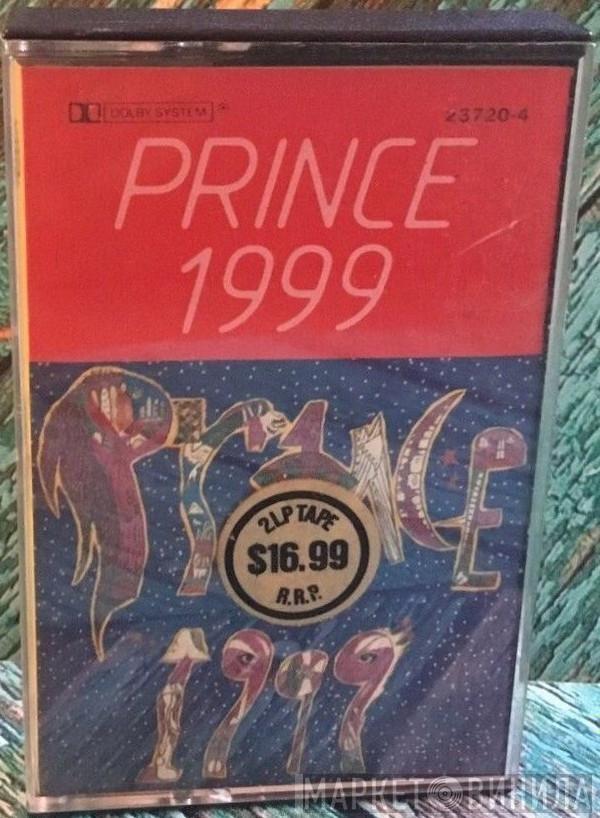 DOLBY SYSTEM ®
23720-4
PRINCE
1999
PRINCE
2LP TAPE
$16.99
R.R.P.
1999
МАРКЕТ ВИНИЛА